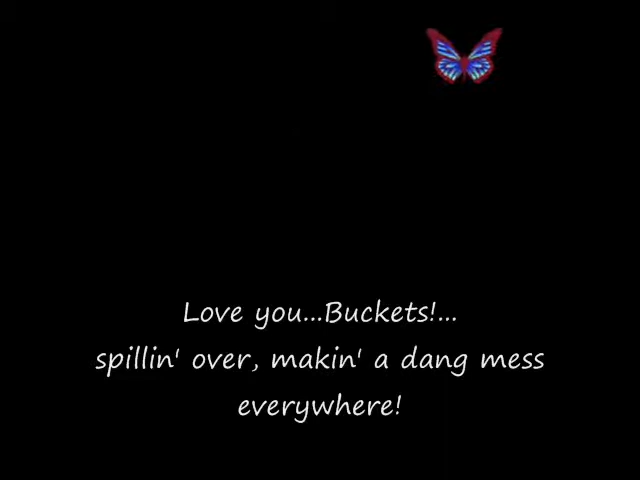 Love you...Buckets!...
spillin' over, makin' a dang mess
everywhere!